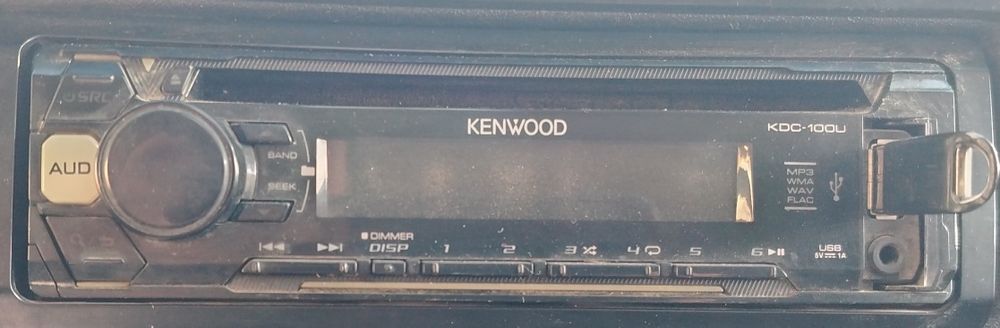 SRC
AUD
BAND
SEEK
KENWOOD
KDC-100U
MP3
WMA
WAV
FLAC
DIMMER
DISP
1
2
3
4
5
6
USB
5V 1A